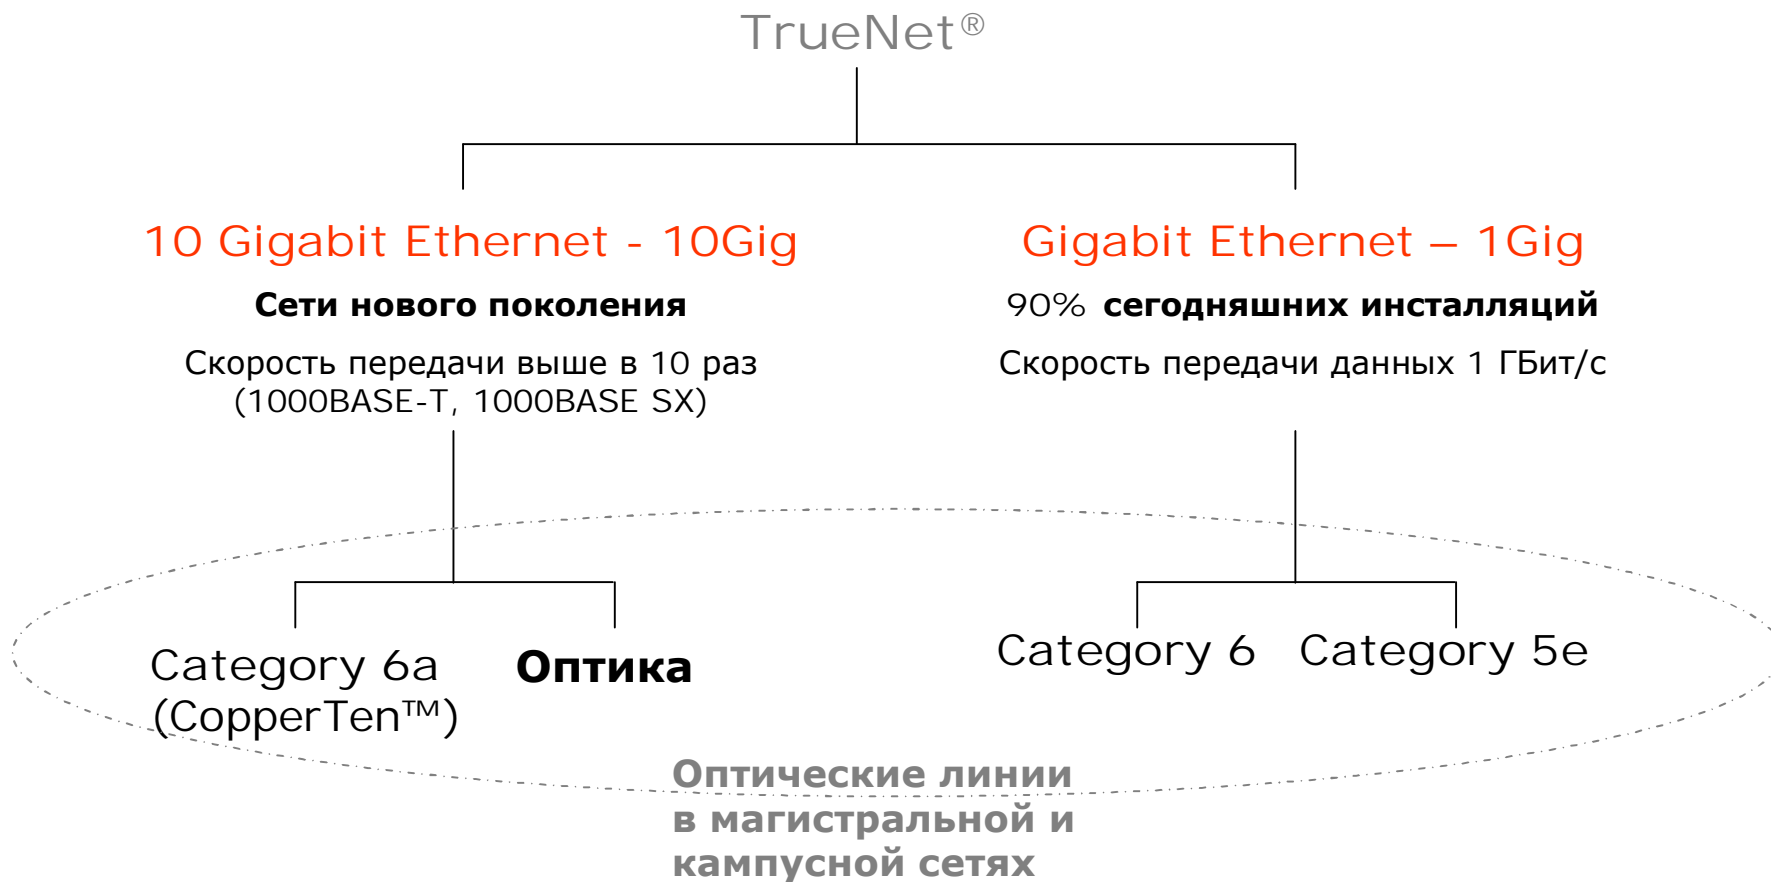 TrueNet®
10 Gigabit Ethernet - 10Gig
Сети нового поколения
Скорость передачи выше в 10 раз
(1000BASE-T, 1000BASE SX)
Gigabit Ethernet – 1Gig
90% сегодняшних инсталляций
Скорость передачи данных 1 ГБит/с
Category 6a
(CopperTen™)
Оптика
Category 6
Category 5e
Оптические линии
в магистральной и
кампусной сетях